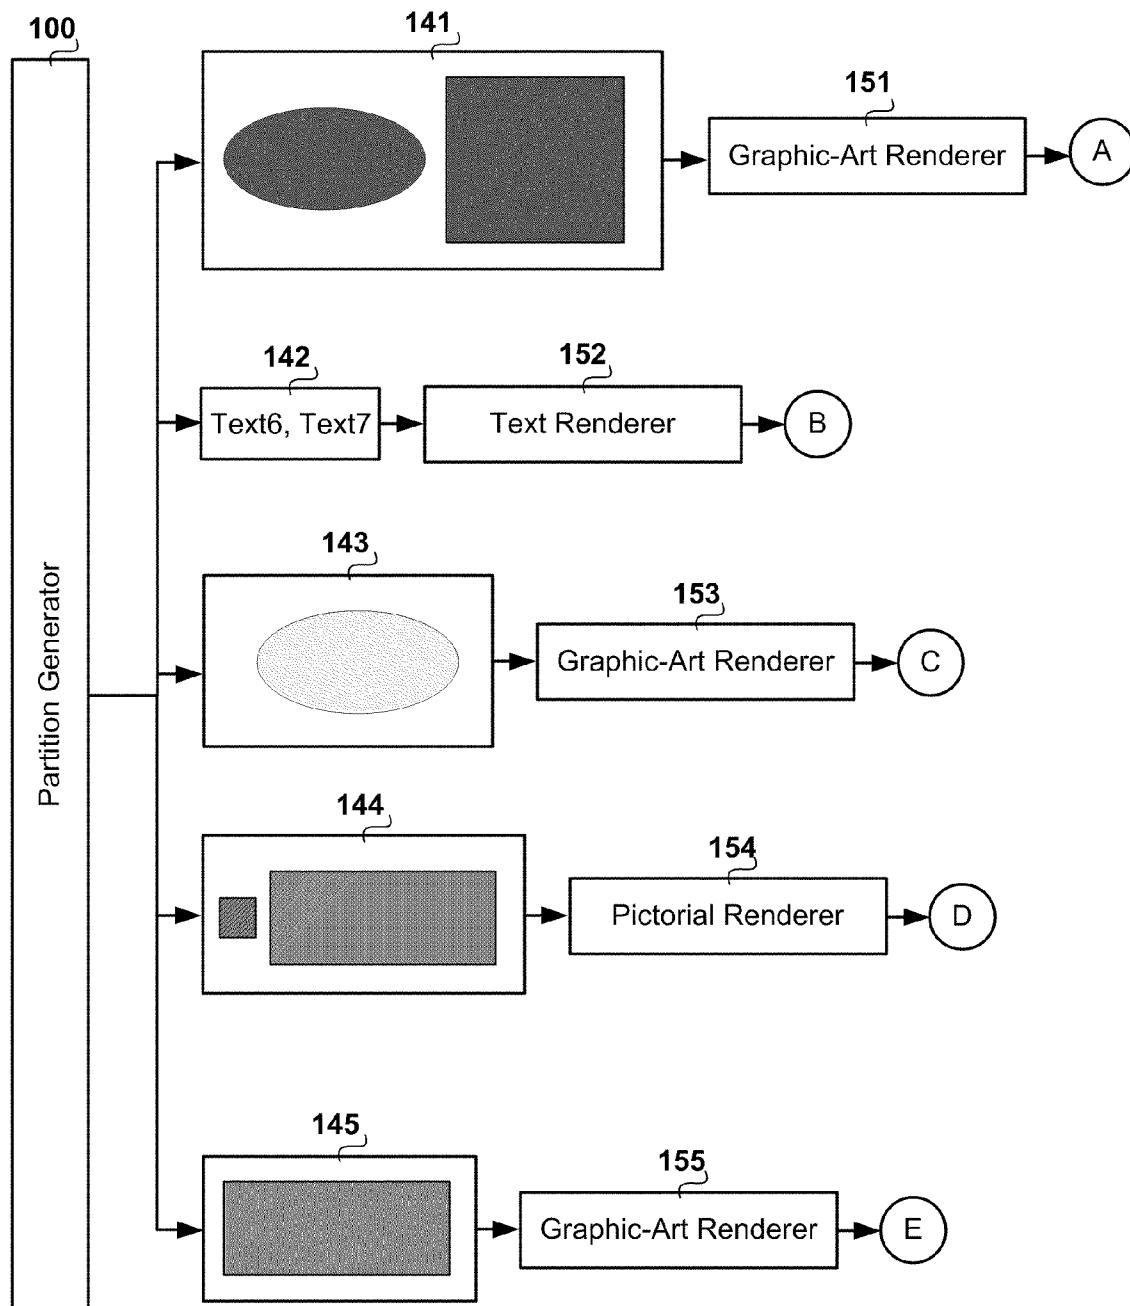 100
141
151
Graphic-Art Renderer
A
142
152
Text6, Text7
Text Renderer
B
143
153
Graphic-Art Renderer
C
Partition Generator
144
154
Pictorial Renderer
D
145
155
Graphic-Art Renderer
E